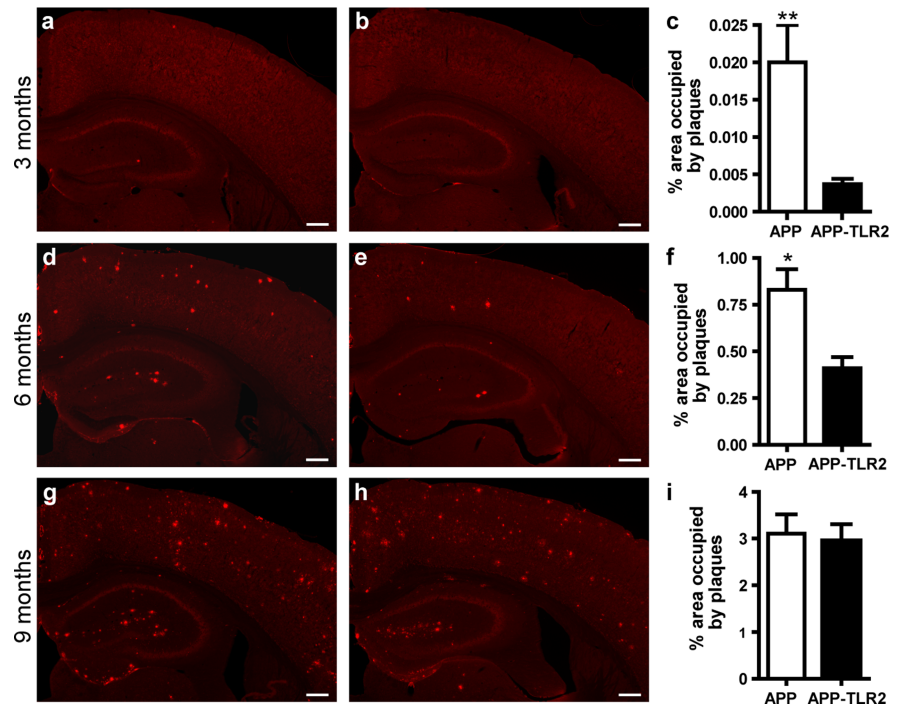 a
b
c
3 months
% area occupied
by plaques
0.025
0.020
0.015
0.010
0.005
0.000
**
APP
APP-TLR2
d
e
f
6 months
% area occupied
by plaques
1.00
0.75
0.50
0.25
0.00
*
APP
APP-TLR2
g
h
i
9 months
% area occupied
by plaques
4
3
2
1
0
APP
APP-TLR2